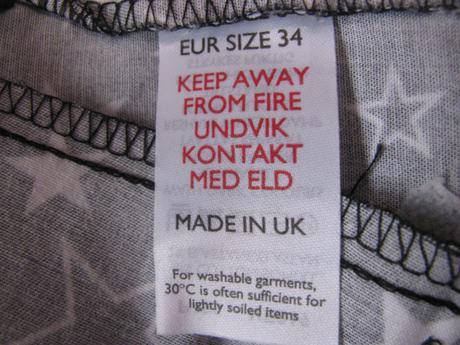 EUR SIZE 34
KEEP AWAY
FROM FIRE
UNDVIK
KONTAKT
MED ELD
MADE IN UK
For washable garments,
30°C is often sufficient for
lightly soiled items